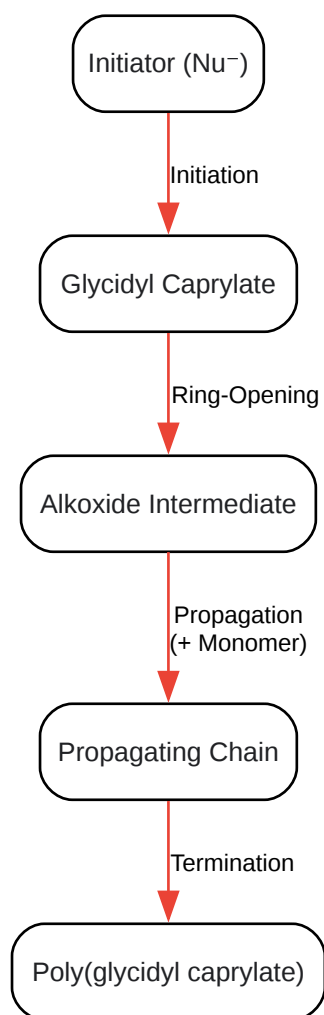 Initiator (Nu⁻)
Initiation
Glycidyl Caprylate
Ring-Opening
Alkoxide Intermediate
Propagation
(+ Monomer)
Propagating Chain
Termination
Poly(glycidyl caprylate)